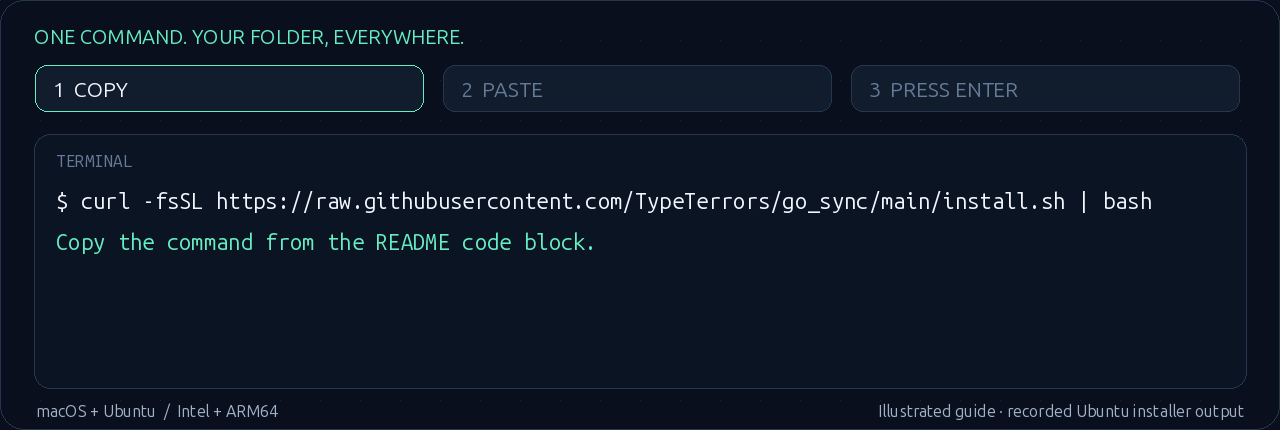 ONE COMMAND. YOUR FOLDER, EVERYWHERE.
1 COPY
2 PASTE
3 PRESS ENTER
TERMINAL
$ curl -fsSL https://raw.githubusercontent.com/TypeTerrors/go_sync/main/install.sh | bash
Copy the command from the README code block.
macOS + Ubuntu / Intel + ARM64
Illustrated guide · recorded Ubuntu installer output